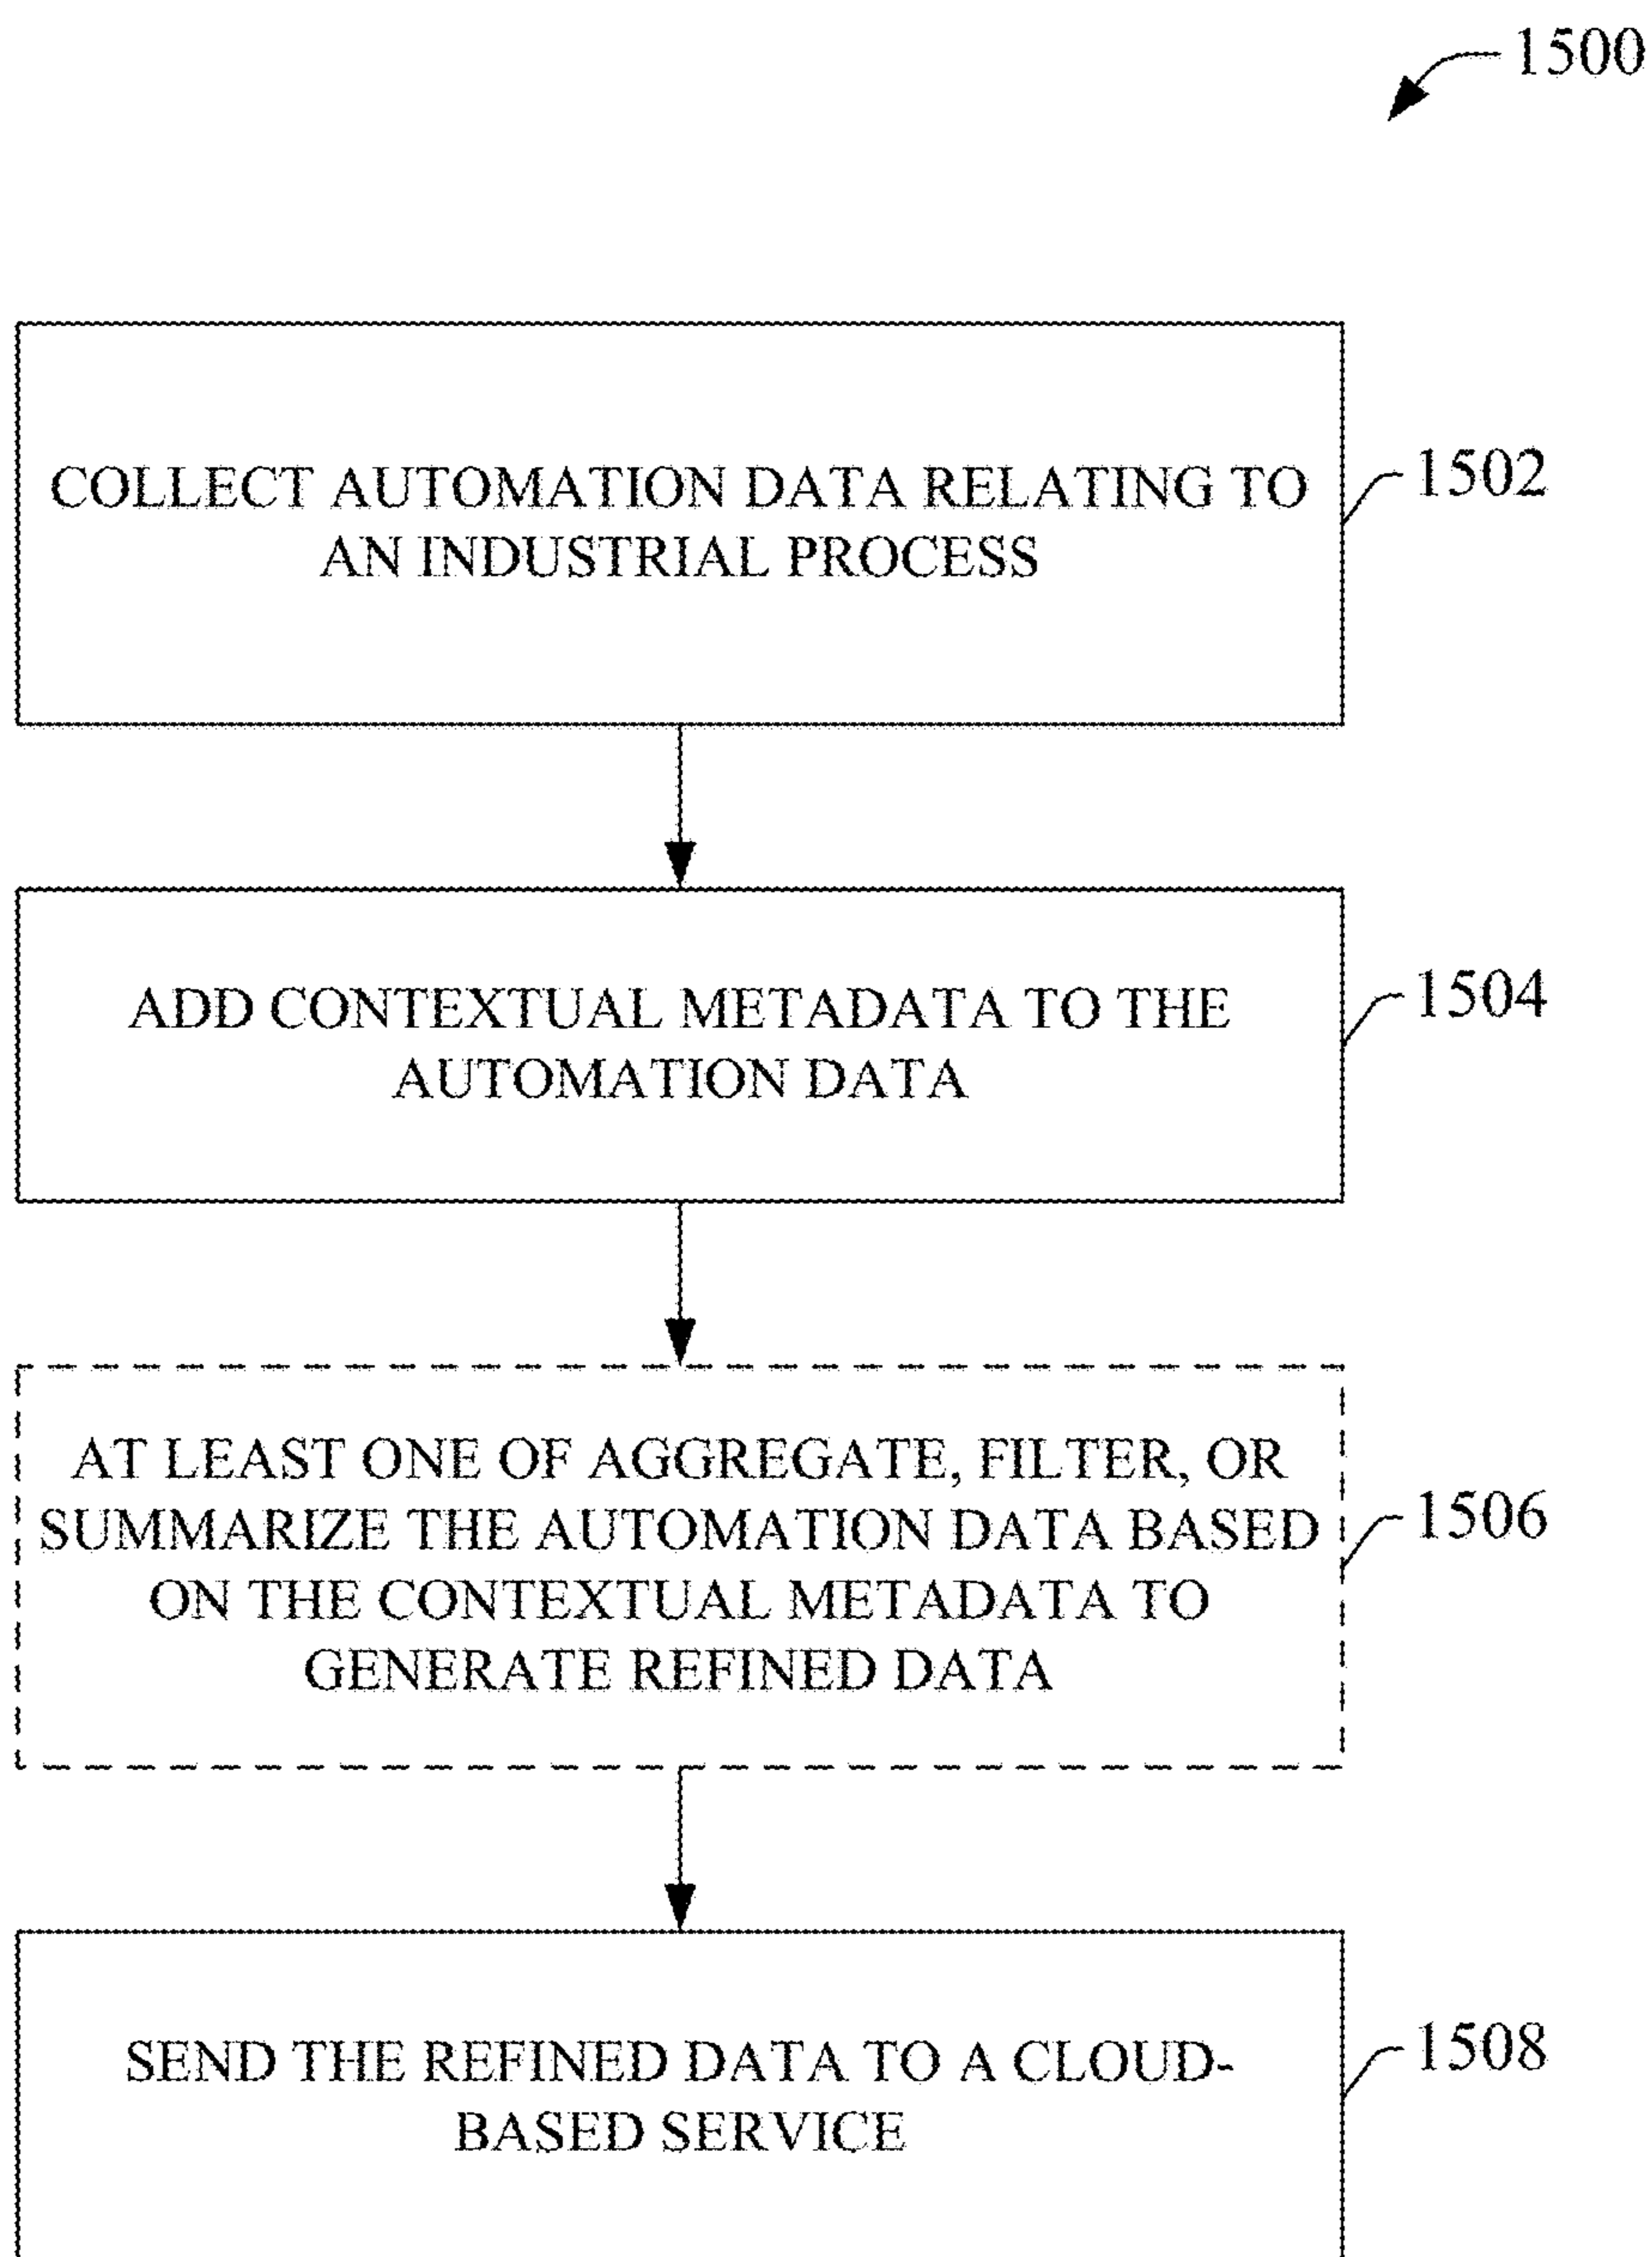 1500
COLLECT AUTOMATION DATA RELATING TO
AN INDUSTRIAL PROCESS
1502
ADD CONTEXTUAL METADATA TO THE
AUTOMATION DATA
1504
AT LEAST ONE OF AGGREGATE, FILTER, OR
SUMMARIZE THE AUTOMATION DATA BASED
ON THE CONTEXTUAL METADATA TO
GENERATE REFINED DATA
1506
SEND THE REFINED DATA TO A CLOUD-
BASED SERVICE
1508